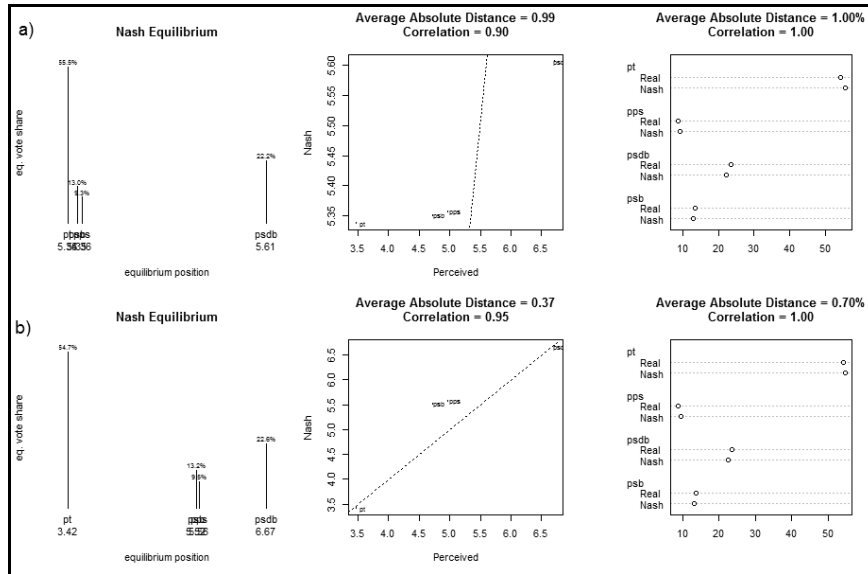 a)
Nash Equilibrium
55.5%
13.0%
9.3%
22.2%
psdb
5.61
eq. vote share
equilibrium position
Average Absolute Distance = 0.99
Correlation = 0.90
5.60
5.55
5.50
5.45
5.40
5.35
Nash
pt
psb
pps
3.5 4.0 4.5 5.0 5.5 6.0 6.5
Perceived
Average Absolute Distance = 1.00%
Correlation = 1.00
pt
Real
Nash
pps
Real
Nash
psdb
Real
Nash
psb
Real
Nash
10 20 30 40 50
b)
Nash Equilibrium
54.7%
13.2%
22.6%
pt psdb
3.42 6.67
eq. vote share
equilibrium position
Average Absolute Distance = 0.37
Correlation = 0.95
6.5
6.0
5.5
5.0
4.5
4.0
3.5
Nash
pt
psb
pps
3.5 4.0 4.5 5.0 5.5 6.0 6.5
Perceived
Average Absolute Distance = 0.70%
Correlation = 1.00
pt
Real
Nash
pps
Real
Nash
psdb
Real
Nash
psb
Real
Nash
10 20 30 40 50